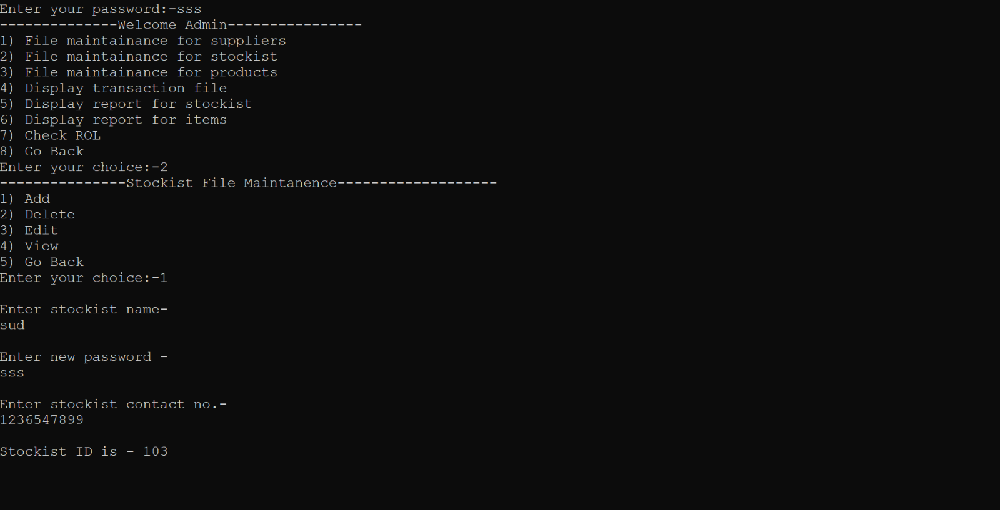 Enter your password:-sss
--------------Welcome Admin----------------
1) File maintainance for suppliers
2) File maintainance for stockist
3) File maintainance for products
4) Display transaction file
5) Display report for stockist
6) Display report for items
7) Check ROL
8) Go Back
Enter your choice:-2
---------------Stockist File Maintanence-------------------
1) Add
2) Delete
3) Edit
4) View
5) Go Back
Enter your choice:-1
Enter stockist name-
sud
Enter new password -
sss
Enter stockist contact no.-
1236547899
Stockist ID is - 103